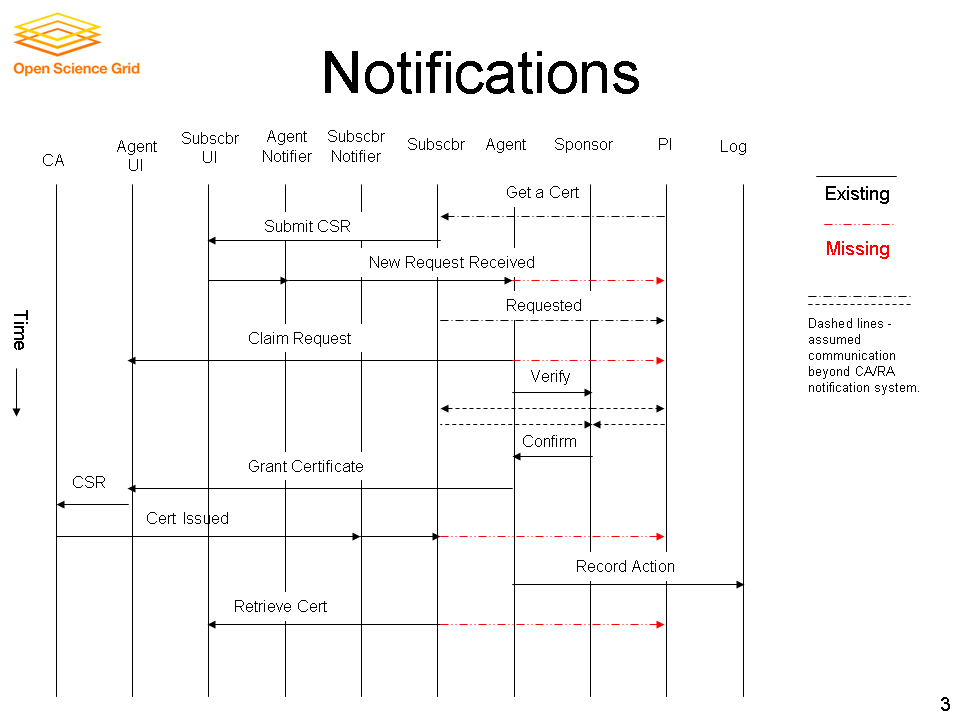 Open Science Grid
Notifications
CA
Agent
UI
Subscbr
UI
Agent
Notifier
Subscbr
Notifier
Subscbr
Agent
Sponsor
PI
Log
Get a Cert
Existing
Submit CSR
Missing
New Request Received
Requested
Time
Dashed lines -
assumed
communication
beyond CA/RA
notification system.
Claim Request
Verify
Confirm
Grant Certificate
CSR
Cert Issued
Record Action
Retrieve Cert
3